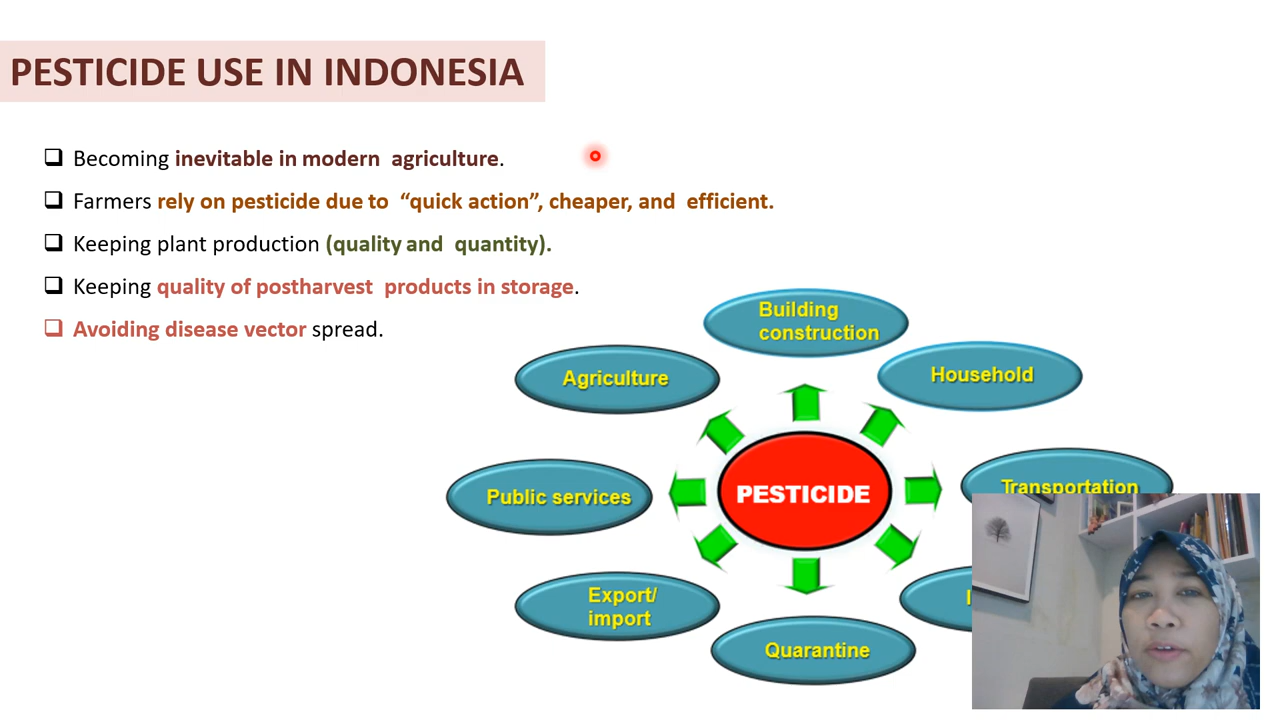 PESTICIDE USE IN INDONESIA
Becoming inevitable in modern agriculture.
Farmers rely on pesticide due to “quick action”, cheaper, and efficient.
Keeping plant production (quality and quantity).
Keeping quality of postharvest products in storage.
Avoiding disease vector spread.
Building
construction
Agriculture
Household
Public services
PESTICIDE
Transportation
Export/
import
Quarantine